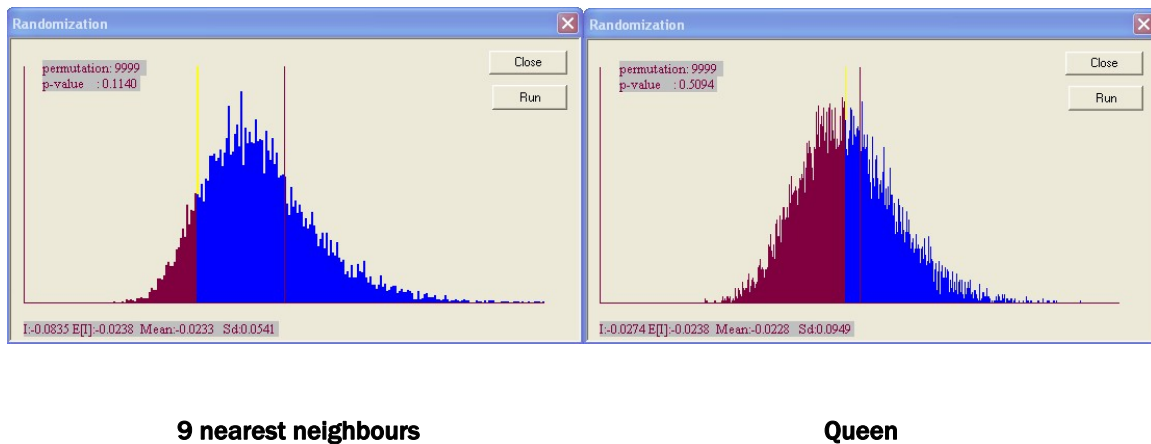 Randomization
permutation: 9999
p-value : 0.1140
Close
Run
I:-0.0835 E[I]:-0.0238 Mean:-0.0233 Sd:0.0541
Randomization
permutation: 9999
p-value : 0.5094
Close
Run
I:-0.0274 E[I]:-0.0238 Mean:-0.0228 Sd:0.0949
9 nearest neighbours
Queen